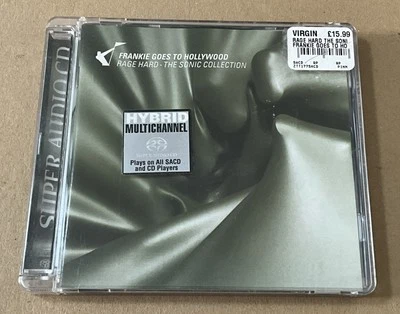 SUPER AUDIO CD
FRANKIE GOES TO HOLLYWOOD
RAGE HARD - THE SONIC COLLECTION
HYBRID
MULTICHANNEL
Plays on All SACD
and CD Players
VIRGIN £15.99
RAGE HARD THE SONI
FRANKIE GOES TO HO